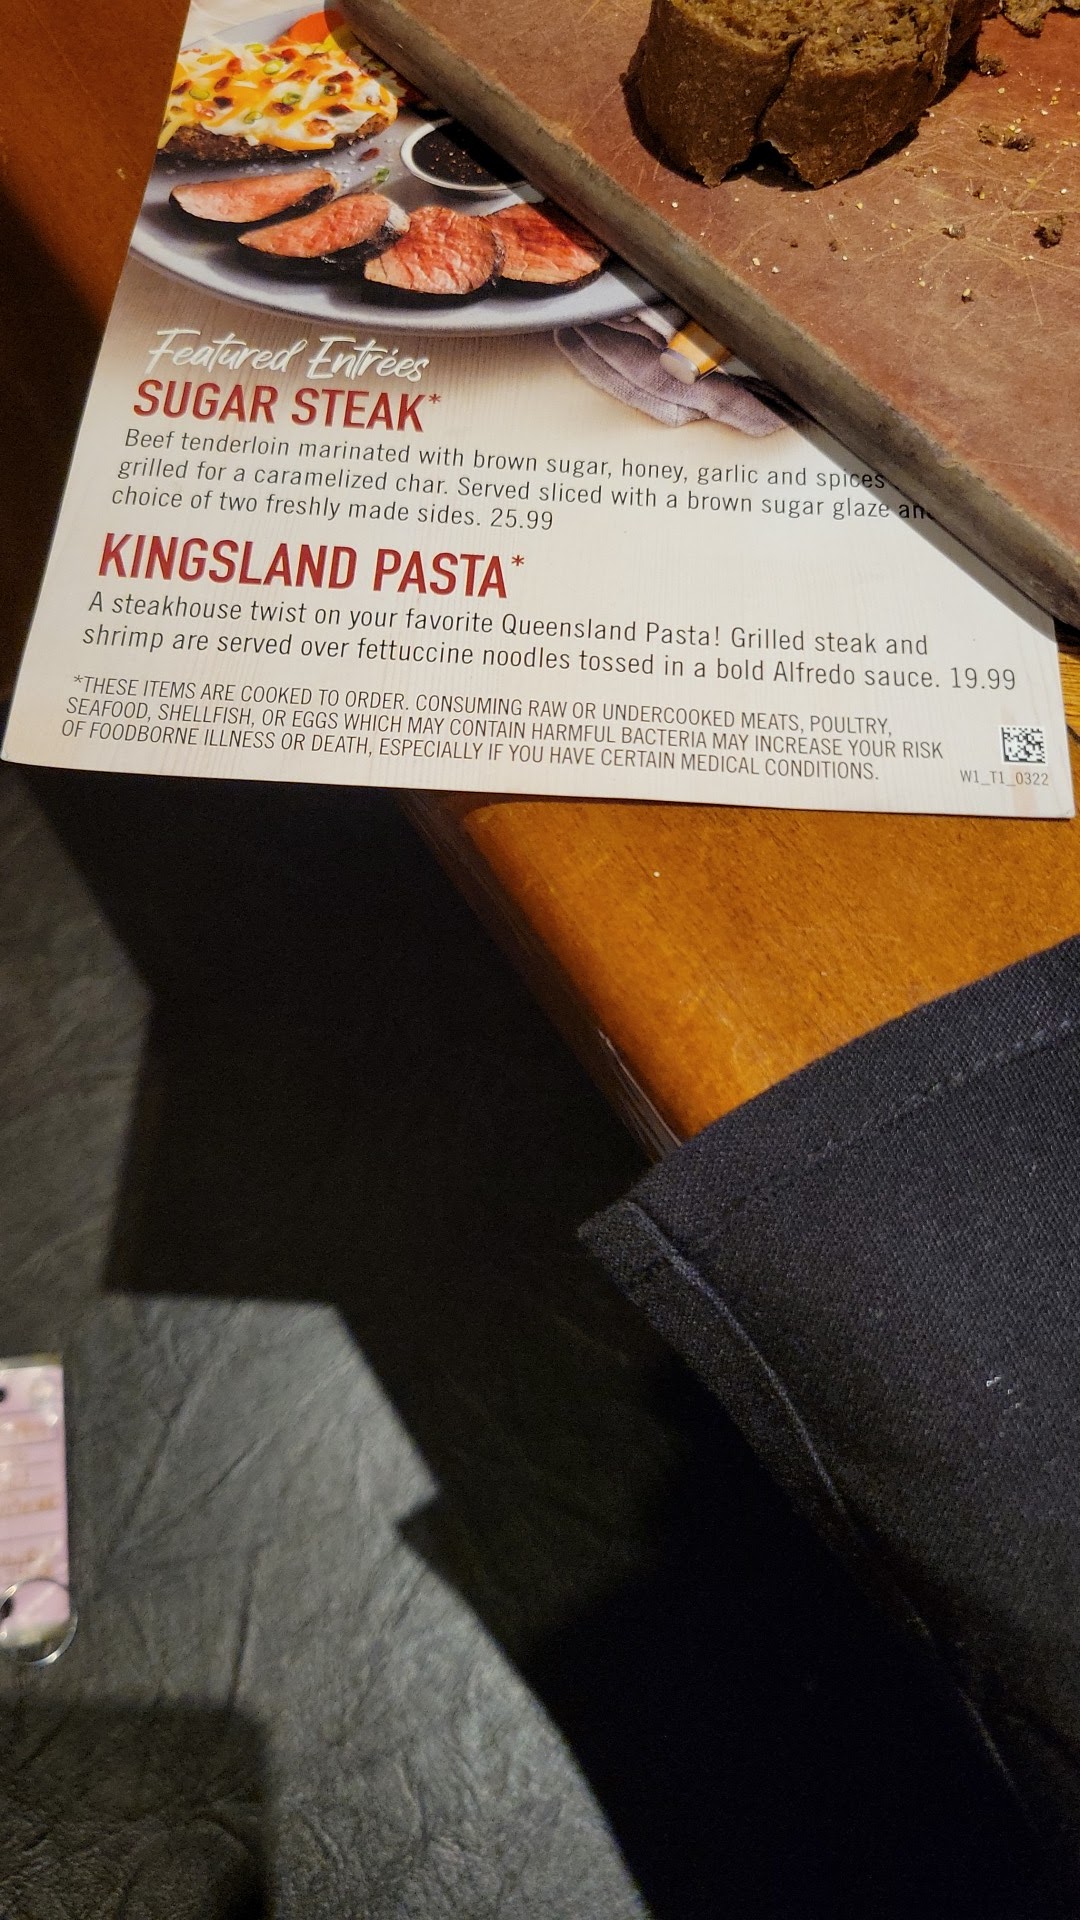 Featured Entrées
SUGAR STEAK*
Beef tenderloin marinated with brown sugar, honey, garlic and spices
grilled for a caramelized char. Served sliced with a brown sugar glaze
choice of two freshly made sides. 25.99
KINGSLAND PASTA*
A steakhouse twist on your favorite Queensland Pasta! Grilled steak and
shrimp are served over fettuccine noodles tossed in a bold Alfredo sauce. 19.99
*THESE ITEMS ARE COOKED TO ORDER. CONSUMING RAW OR UNDERCOOKED MEATS, POULTRY,
SEAFOOD, SHELLFISH, OR EGGS WHICH MAY CONTAIN HARMFUL BACTERIA MAY INCREASE YOUR RISK
OF FOODBORNE ILLNESS OR DEATH, ESPECIALLY IF YOU HAVE CERTAIN MEDICAL CONDITIONS.
W1_T1_0322